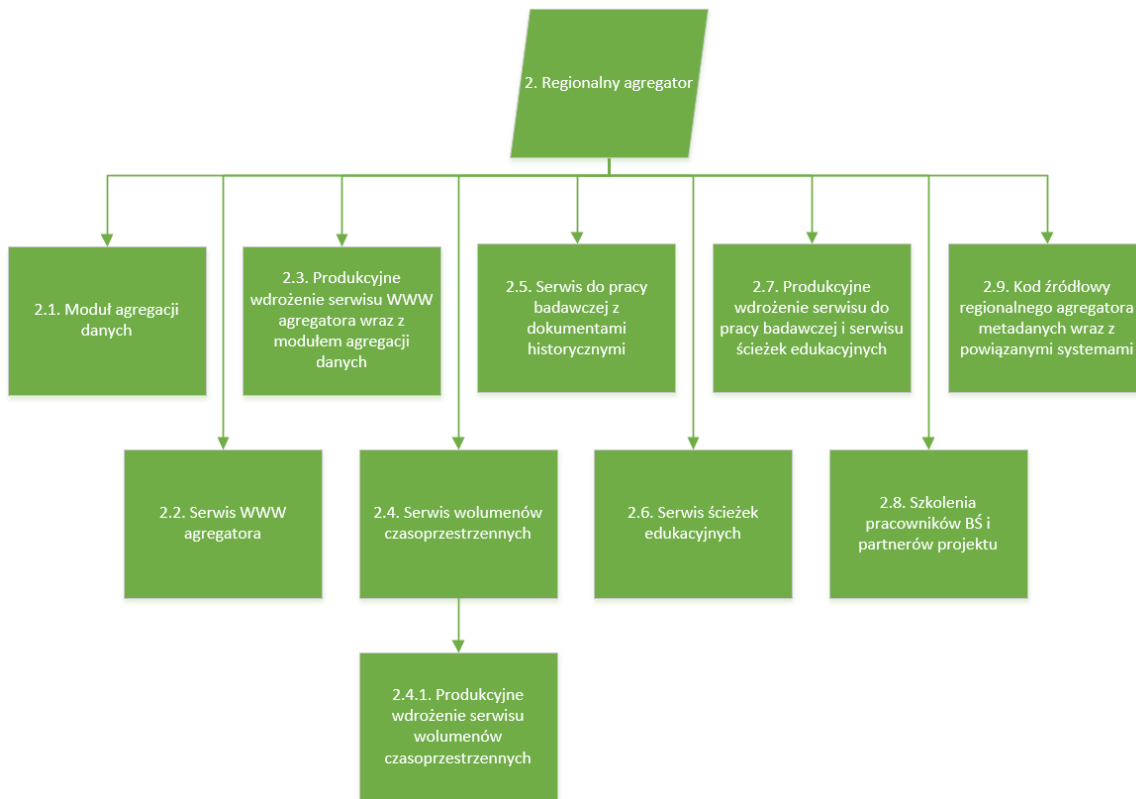 2. Regionalny agregator
2.1. Moduł agregacji
danych
2.2. Serwis WWW
agregatora
2.3. Produkcyjne
wdrożenie serwisu WWW
agregatora wraz z
modułem agregacji
danych
2.4. Serwis wolumenów
czasoprzestrzennych
2.4.1. Produkcyjne
wdrożenie serwisu
wolumenów
czasoprzestrzennych
2.5. Serwis do pracy
badawczej z
dokumentami
historycznymi
2.6. Serwis ścieżek
edukacyjnych
2.7. Produkcyjne
wdrożenie serwisu do
pracy badawczej i serwisu
ścieżek edukacyjnych
2.8. Szkolenia
pracowników BŚ i
partnerów projektu
2.9. Kod źródłowy
regionalnego agregatora
metadanych wraz z
powiązanymi systemami